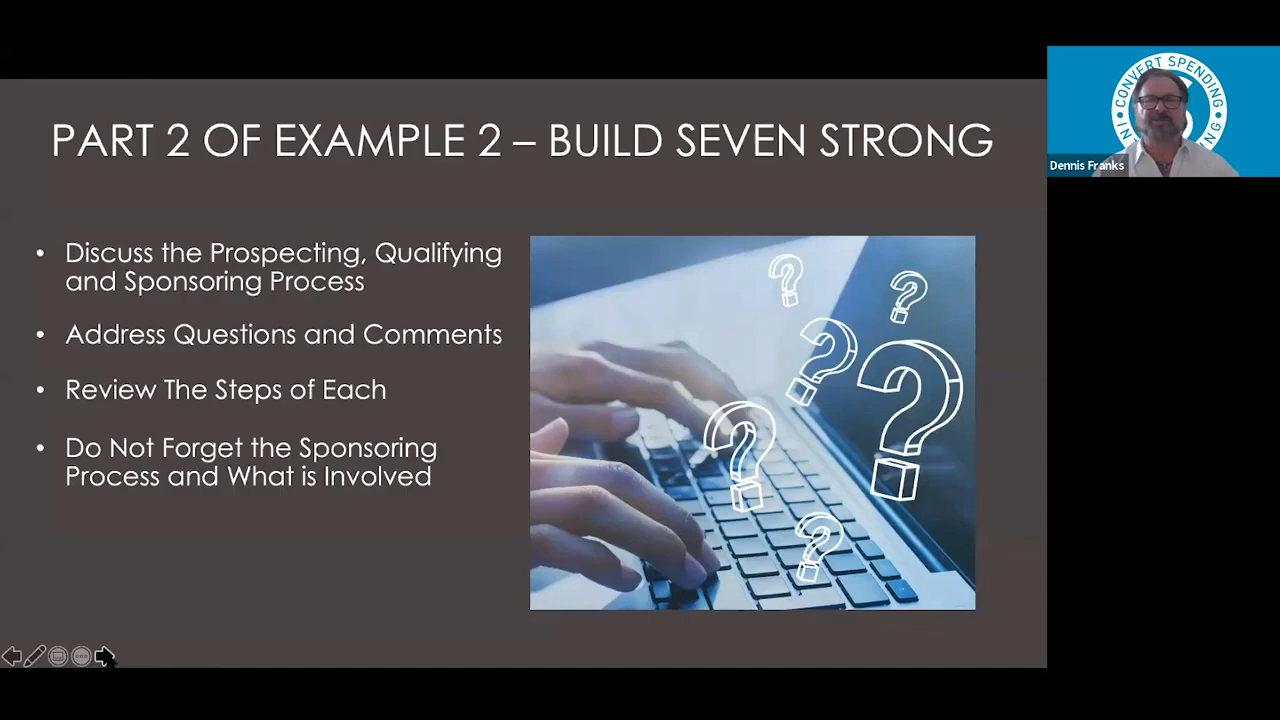 PART 2 OF EXAMPLE 2 – BUILD SEVEN STRONG
• Discuss the Prospecting, Qualifying
and Sponsoring Process
• Address Questions and Comments
• Review The Steps of Each
• Do Not Forget the Sponsoring
Process and What is Involved
CONVERT SPENDING
Dennis Franks